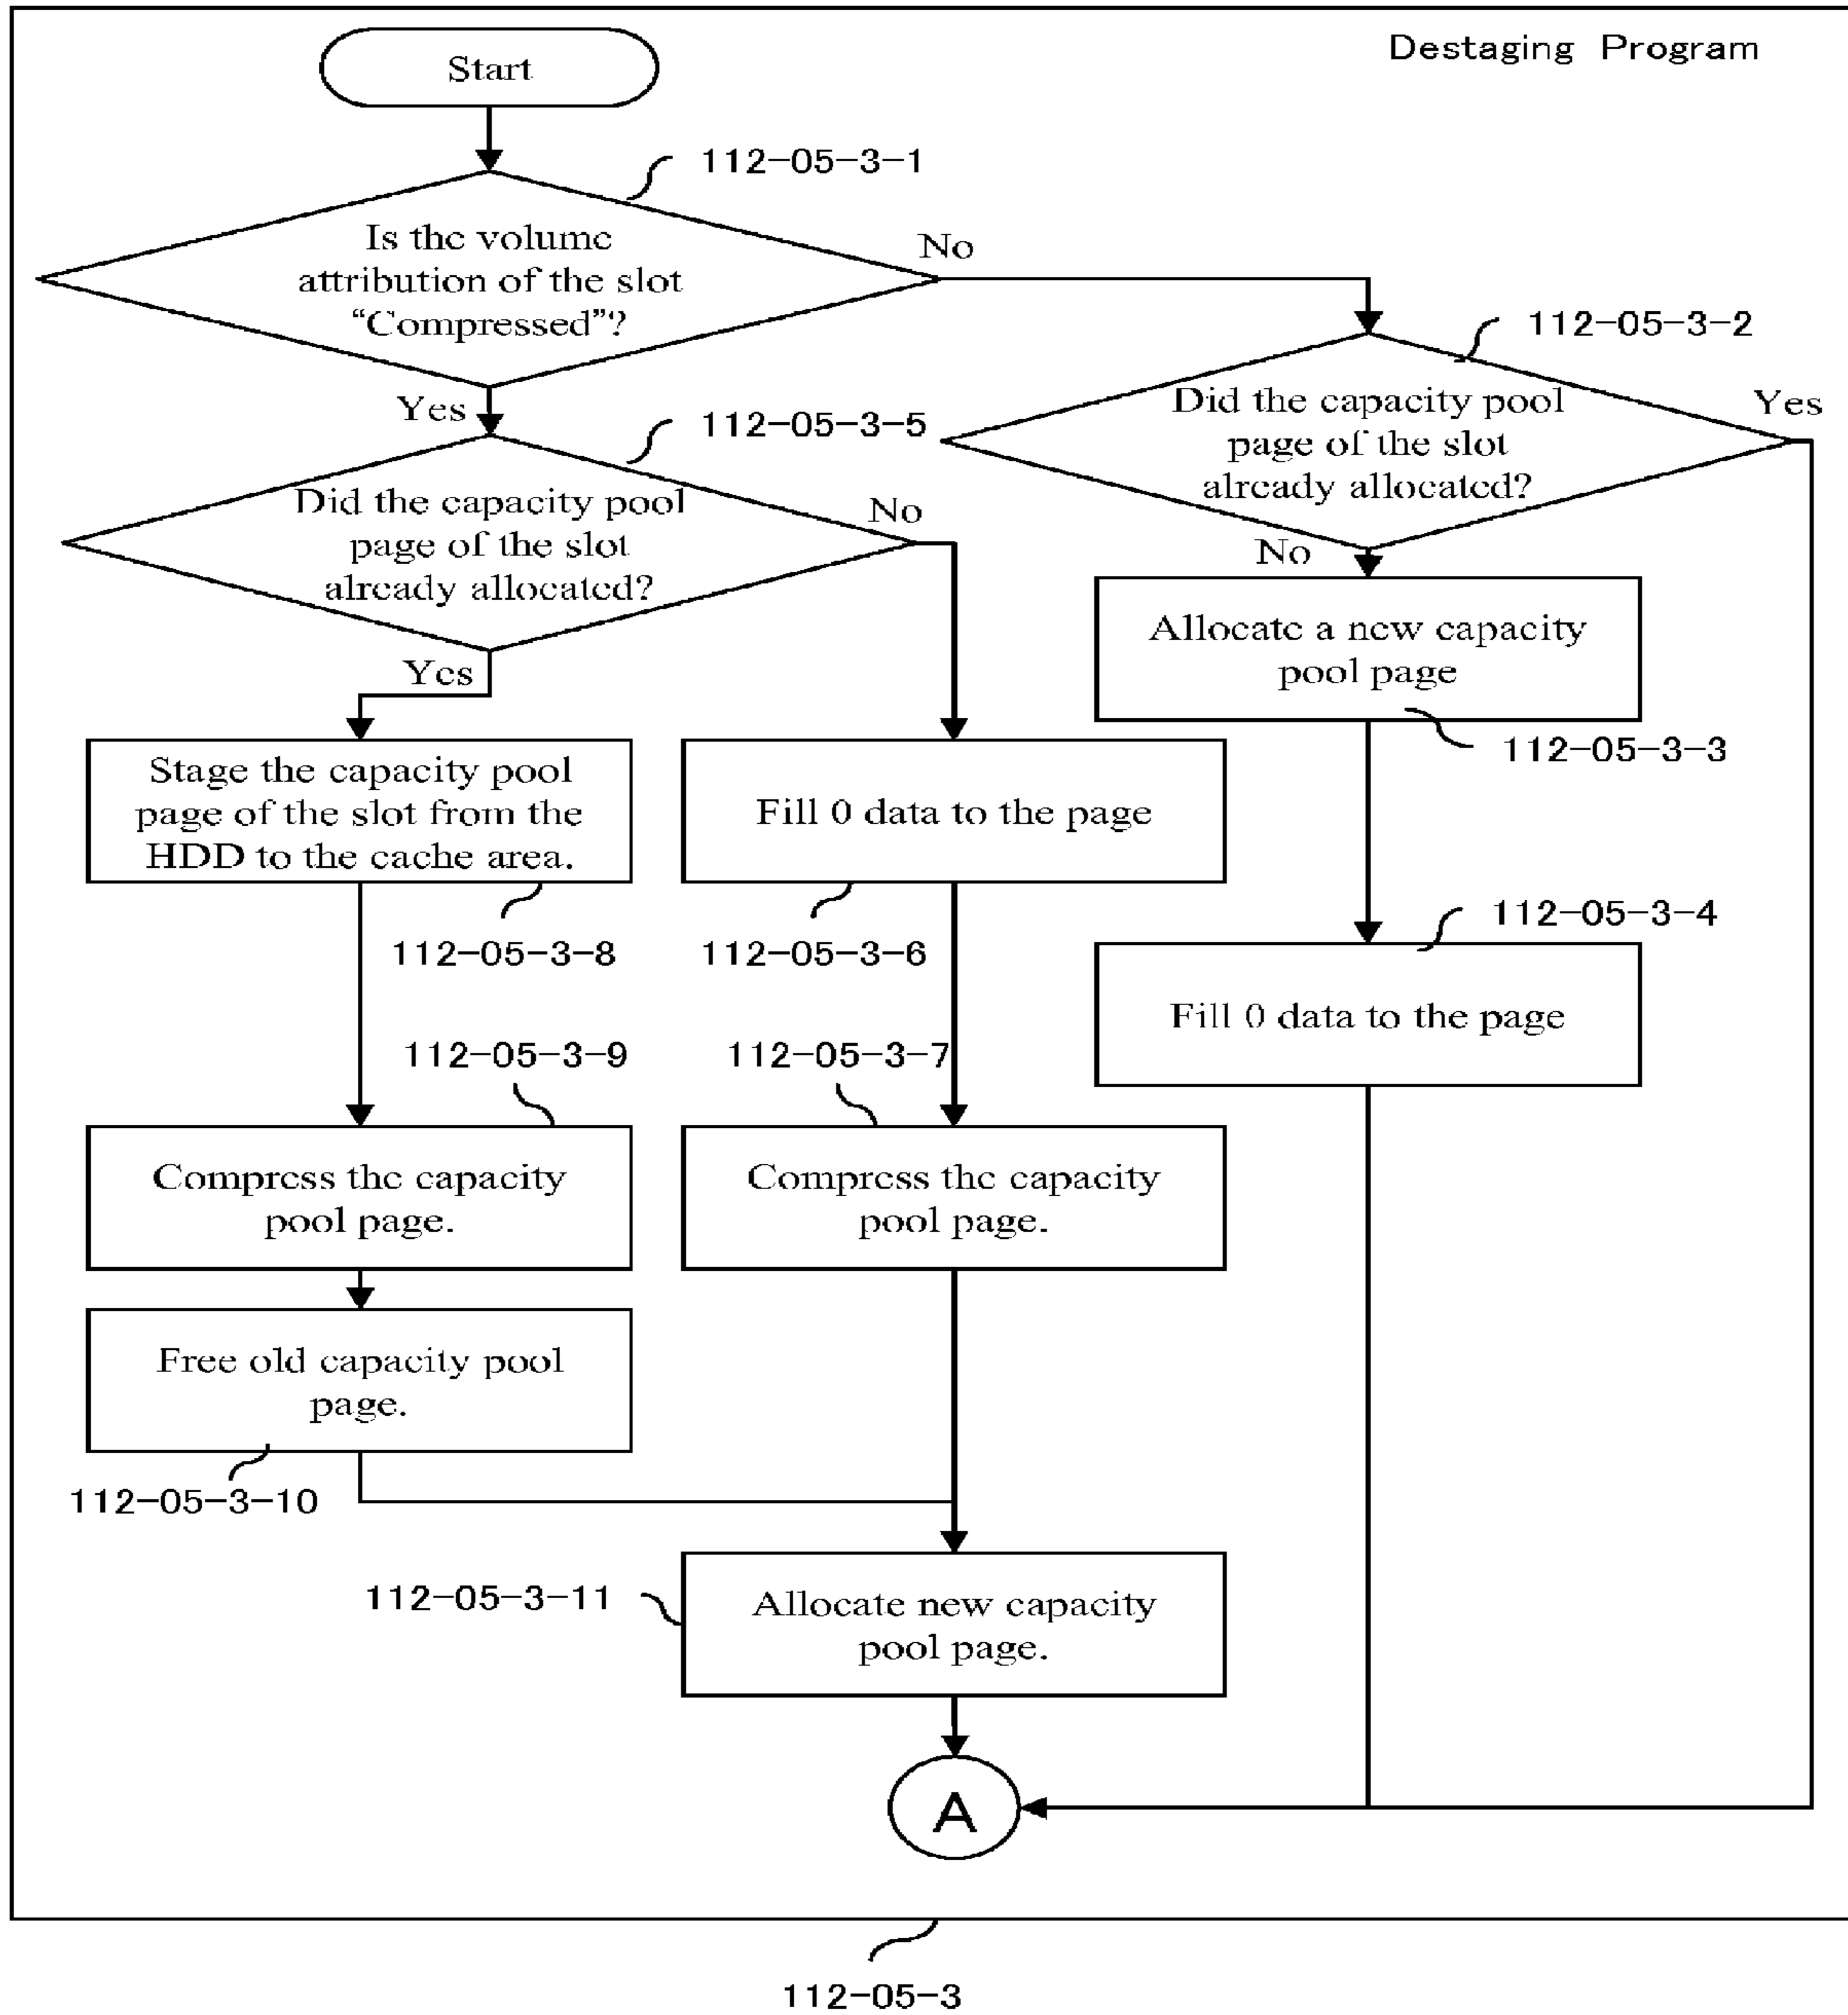 Destaging Program
Start
112-05-3-1
Is the volume
attribution of the slot
“Compressed”?
No
Yes
112-05-3-2
Did the capacity pool
page of the slot
already allocated?
Yes
No
112-05-3-5
Did the capacity pool
page of the slot
already allocated?
No
Yes
Allocate a new capacity
pool page
112-05-3-3
Stage the capacity pool
page of the slot from the
HDD to the cache area.
112-05-3-8
Fill 0 data to the page
112-05-3-6
112-05-3-4
Fill 0 data to the page
112-05-3-9
112-05-3-7
Compress the capacity
pool page.
Compress the capacity
pool page.
Free old capacity pool
page.
112-05-3-10
112-05-3-11
Allocate new capacity
pool page.
A
112-05-3